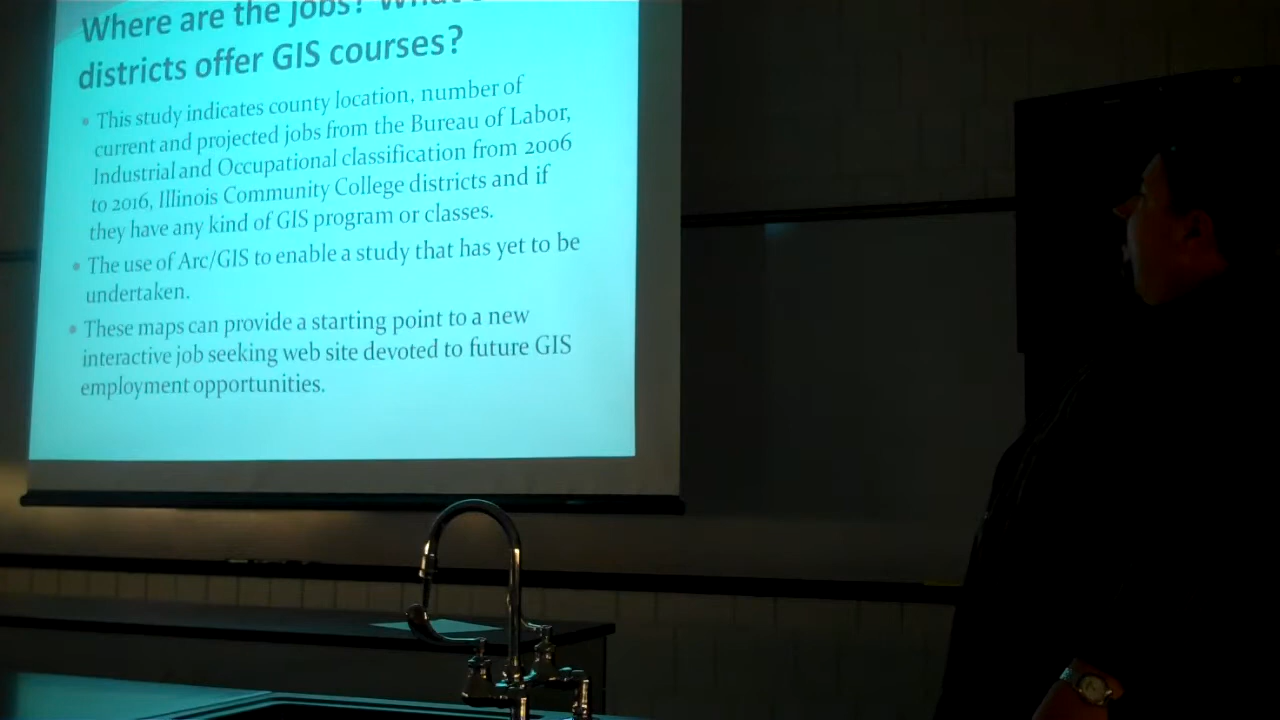 Where are the jobs?
districts offer GIS courses?
• This study indicates county location, number of
current and projected jobs from the Bureau of Labor,
Industrial and Occupational classification from 2006
to 2016, Illinois Community College districts and if
they have any kind of GIS program or classes.
• The use of Arc/GIS to enable a study that has yet to be
undertaken.
• These maps can provide a starting point to a new
interactive job seeking web site devoted to future GIS
employment opportunities.